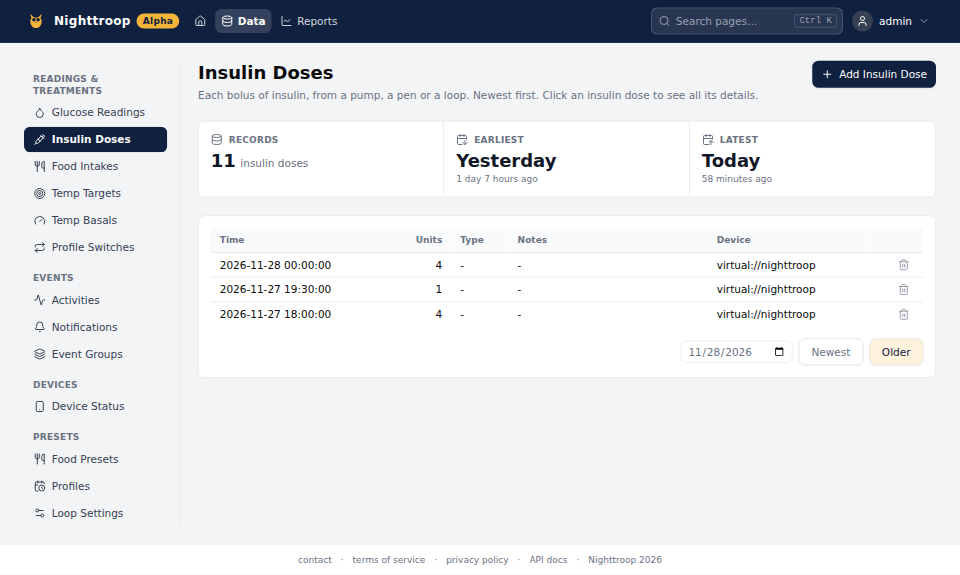 Nighttroop Alpha Data Reports Search pages... Ctrl K admin
READINGS &
TREATMENTS
Glucose Readings
Insulin Doses
Food Intakes
Temp Targets
Temp Basals
Profile Switches
EVENTS
Activities
Notifications
Event Groups
DEVICES
Device Status
PRESETS
Food Presets
Profiles
Loop Settings
Insulin Doses
Add Insulin Dose
Each bolus of insulin, from a pump, a pen or a loop. Newest first. Click an insulin dose to see all its details.
RECORDS
11 insulin doses
EARLIEST
Yesterday
1 day 7 hours ago
LATEST
Today
58 minutes ago
Time Units Type Notes Device
2026-11-28 00:00:00 4 - - virtual://nighttroop
2026-11-27 19:30:00 1 - - virtual://nighttroop
2026-11-27 18:00:00 4 - - virtual://nighttroop
11/28/2026 Newest Older
contact · terms of service · privacy policy · API docs · Nighttroop 2026